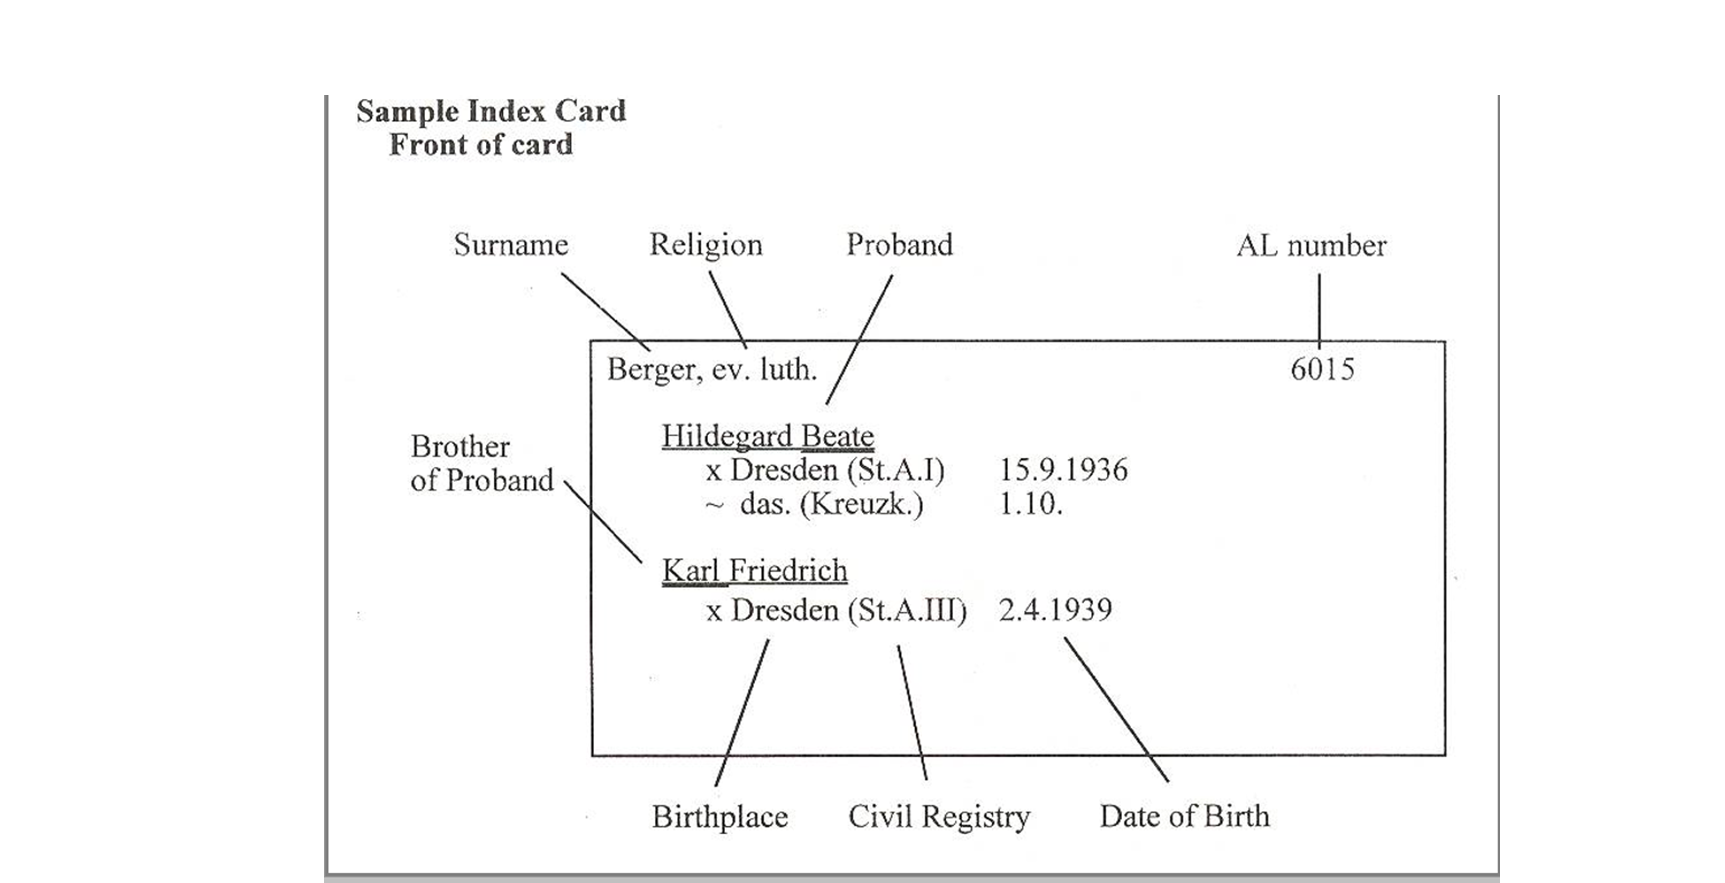 Sample Index Card
Front of card
Surname Religion Proband AL number
Berger, ev. luth. 6015
Hildegard Beate
Brother
of Proband
x Dresden (St.A.I) 15.9.1936
~ das. (Kreuzk.) 1.10.
Karl Friedrich
x Dresden (St.A.III) 2.4.1939
Birthplace Civil Registry Date of Birth